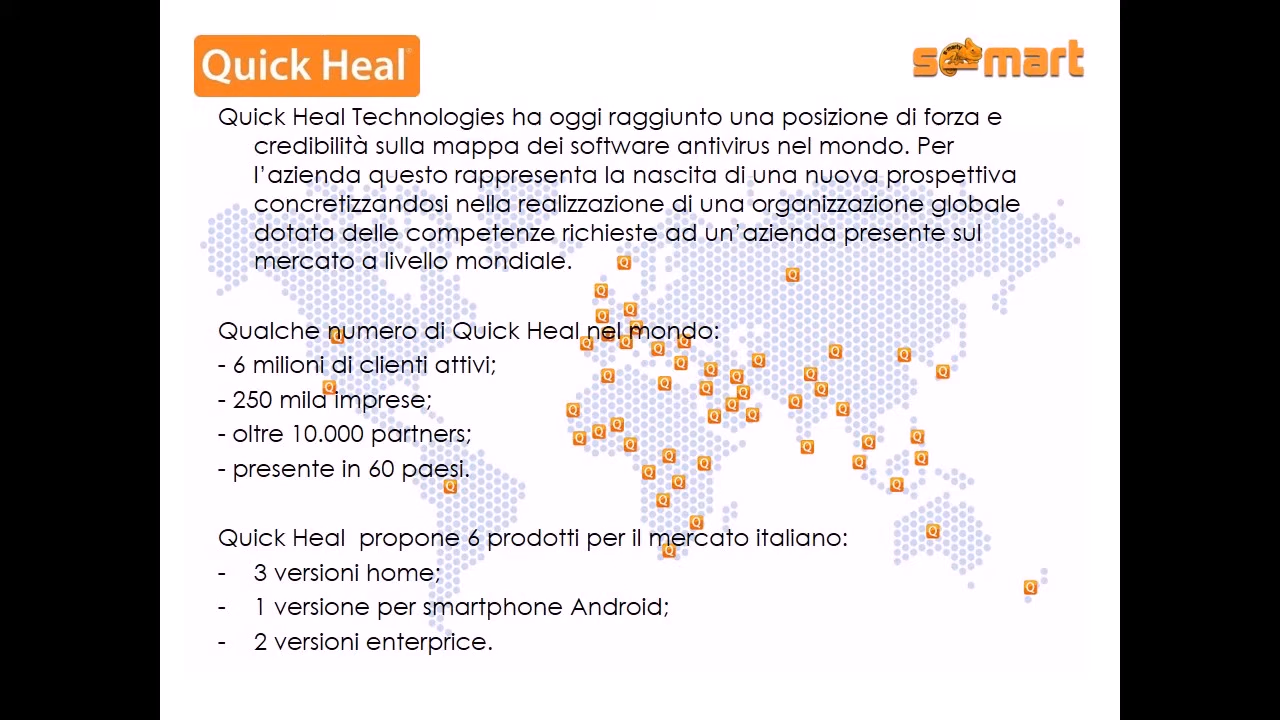 Quick Heal
s mart
Quick Heal Technologies ha oggi raggiunto una posizione di forza e
credibilità sulla mappa dei software antivirus nel mondo. Per
l’azienda questo rappresenta la nascita di una nuova prospettiva
concretizzandosi nella realizzazione di una organizzazione globale
dotata delle competenze richieste ad un’azienda presente sul
mercato a livello mondiale.
Qualche numero di Quick Heal nel mondo:
- 6 milioni di clienti attivi;
- 250 mila imprese;
- oltre 10.000 partners;
- presente in 60 paesi.
Quick Heal  propone 6 prodotti per il mercato italiano:
- 3 versioni home;
- 1 versione per smartphone Android;
- 2 versioni enterprice.